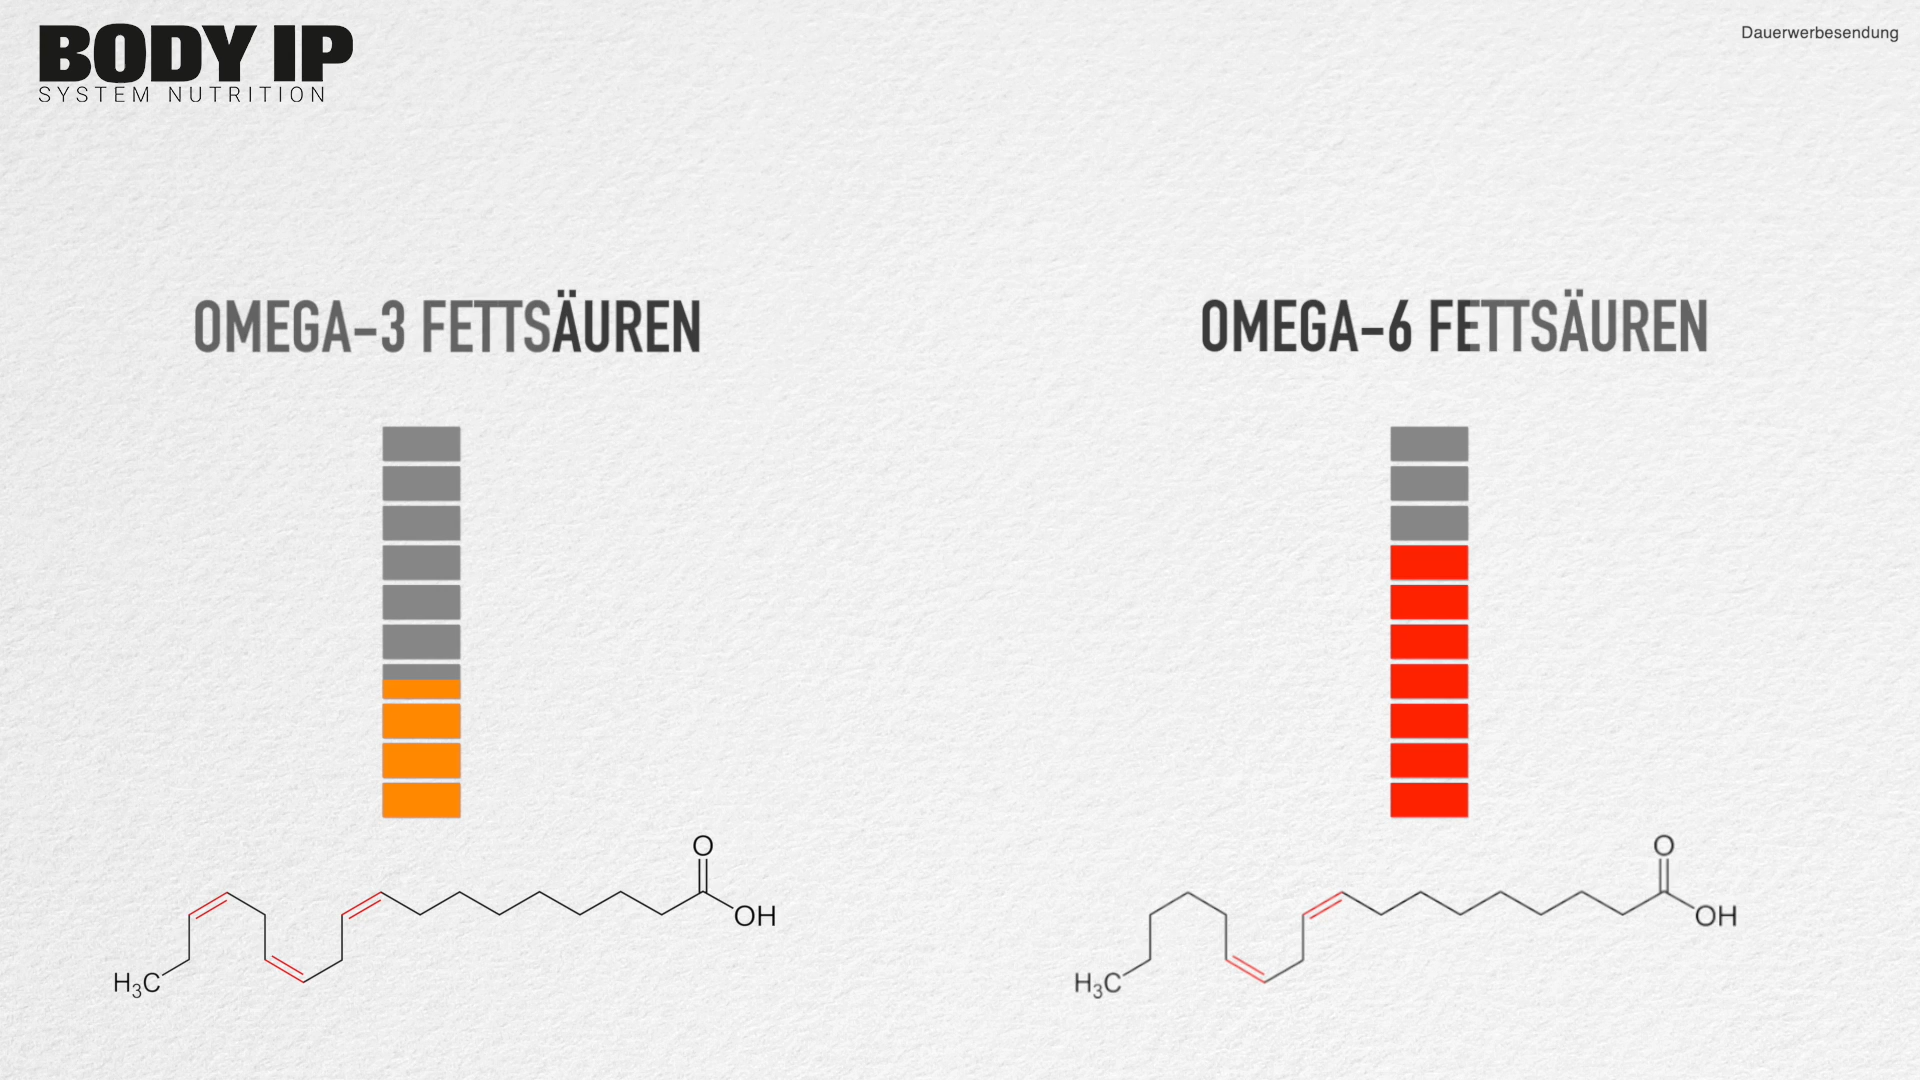 BODY IP
SYSTEM NUTRITION
Dauerwerbesendung
OMEGA-3 FETTSÄUREN
OMEGA-6 FETTSÄUREN
O
OH
H₃C
O
OH
H₃C